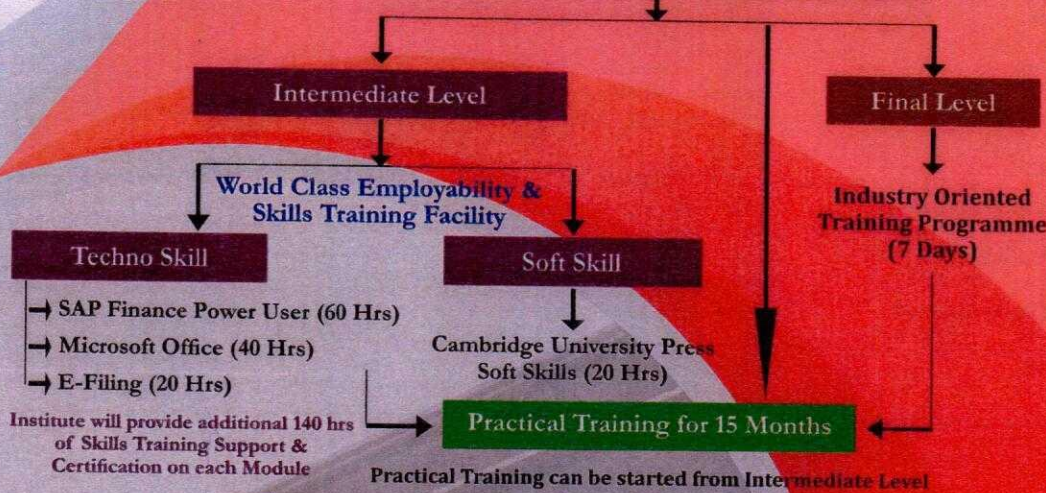 Intermediate Level
Final Level
World Class Employability &
Skills Training Facility
Industry Oriented
Training Programme
(7 Days)
Techno Skill
Soft Skill
SAP Finance Power User (60 Hrs)
Microsoft Office (40 Hrs)
E-Filing (20 Hrs)
Cambridge University Press
Soft Skills (20 Hrs)
Institute will provide additional 140 hrs
of Skills Training Support &
Certification on each Module
Practical Training for 15 Months
Practical Training can be started from Intermediate Level